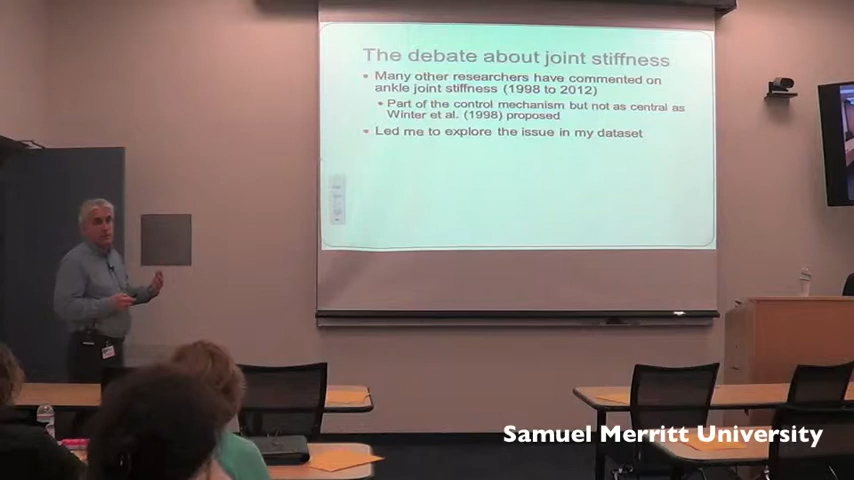 The debate about joint stiffness
• Many other researchers have commented on
ankle joint stiffness (1998 to 2012)
• Part of the control mechanism but not as central as
Winter et al. (1998) proposed
• Led me to explore the issue in my dataset
Samuel Merritt University